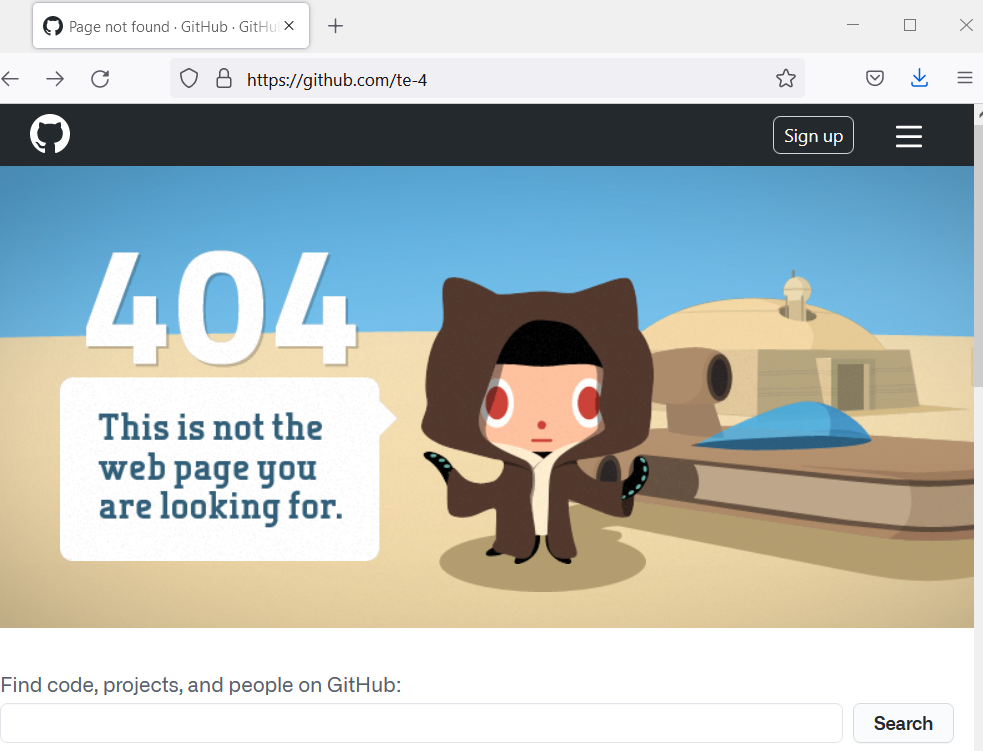 Page not found · GitHub · GitHu
https://github.com/te-4
Sign up
404
This is not the
web page you
are looking for.
Find code, projects, and people on GitHub:
Search